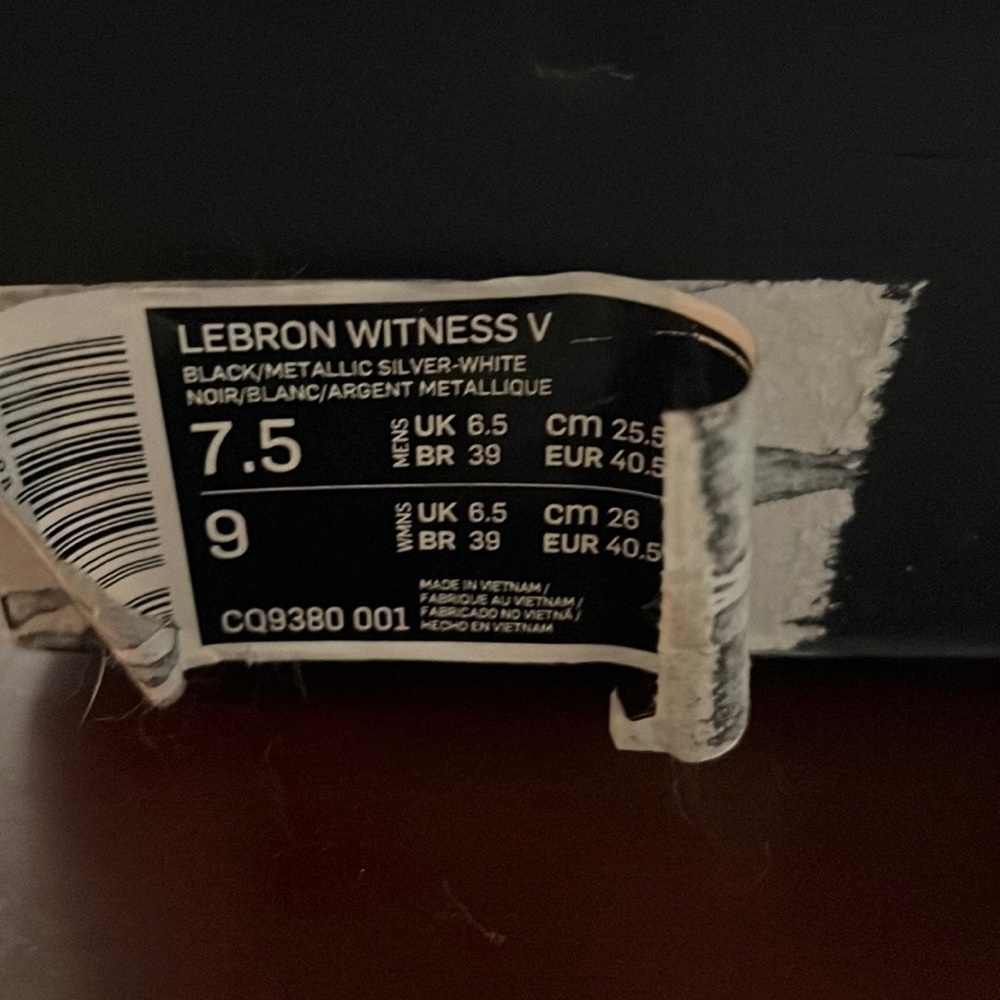 LEBRON WITNESS V
BLACK/METALLIC SILVER-WHITE
NOIR/BLANC/ARGENT METALLIQUE
7.5 MENS UK 6.5 cm 25.5
BR 39 EUR 40.5
9 WMNS UK 6.5 cm 26
BR 39 EUR 40.5
CQ9380 001
MADE IN VIETNAM /
FABRIQUE AU VIETNAM /
FABRICADO NO VIETNÃ /
HECHO EN VIETNAM